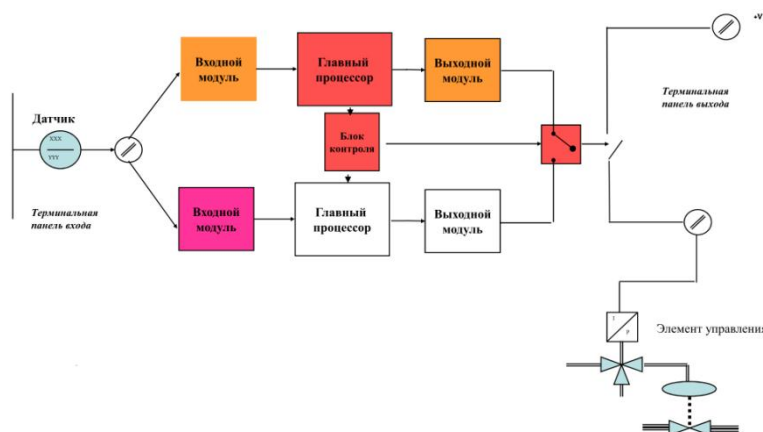 +V
Входной
модуль
Главный
процессор
Выходной
модуль
Терминальная
панель выхода
Датчик
XXX
YYY
Блок
контроля
Терминальная
панель входа
Входной
модуль
Главный
процессор
Выходной
модуль
I
P
Элемент управления